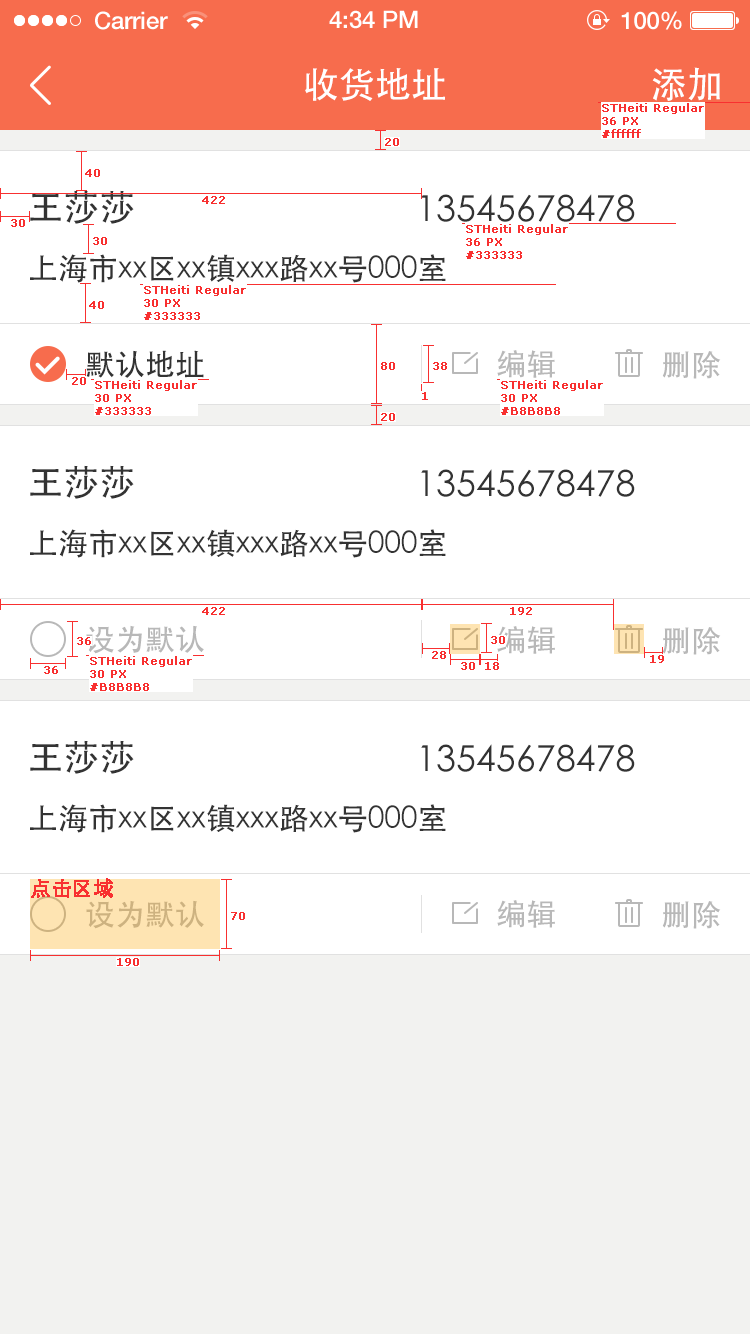 Carrier 4:34 PM 100%
收货地址 添加
STHeiti Regular
36 PX
#ffffff
20
40
422
30
王莎莎 13545678478
STHeiti Regular
36 PX
#333333
30
上海市xx区xx镇xxx路xx号000室
STHeiti Regular
30 PX
#333333
40
默认地址 编辑 删除
80
38
20
1
STHeiti Regular
30 PX
#333333
STHeiti Regular
30 PX
#B8B8B8
20
王莎莎 13545678478
上海市xx区xx镇xxx路xx号000室
422 192
设为默认 编辑 删除
36
30
28
19
36
30 18
STHeiti Regular
30 PX
#B8B8B8
王莎莎 13545678478
上海市xx区xx镇xxx路xx号000室
点击区域
设为默认 编辑 删除
70
190